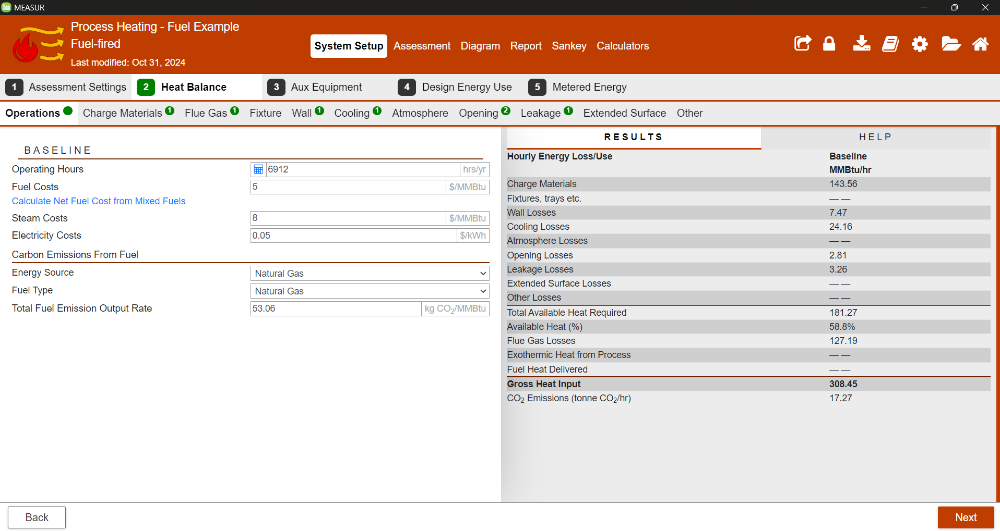 MEASUR
Process Heating - Fuel Example
Fuel-fired
Last modified: Oct 31, 2024
System Setup Assessment Diagram Report Sankey Calculators
1 Assessment Settings 2 Heat Balance 3 Aux Equipment 4 Design Energy Use 5 Metered Energy
Operations Charge Materials 1 Flue Gas 1 Fixture Wall 1 Cooling 1 Atmosphere Opening 2 Leakage 1 Extended Surface Other
BASELINE
Operating Hours 6912 hrs/yr
Fuel Costs 5 $/MMBtu
Calculate Net Fuel Cost from Mixed Fuels
Steam Costs 8 $/MMBtu
Electricity Costs 0.05 $/kWh
Carbon Emissions From Fuel
Energy Source Natural Gas
Fuel Type Natural Gas
Total Fuel Emission Output Rate 53.06 kg CO₂/MMBtu
RESULTS HELP
Hourly Energy Loss/Use Baseline
MMBtu/hr
Charge Materials 143.56
Fixtures, trays etc. — —
Wall Losses 7.47
Cooling Losses 24.16
Atmosphere Losses — —
Opening Losses 2.81
Leakage Losses 3.26
Extended Surface Losses — —
Other Losses — —
Total Available Heat Required 181.27
Available Heat (%) 58.8%
Flue Gas Losses 127.19
Exothermic Heat from Process — —
Fuel Heat Delivered — —
Gross Heat Input 308.45
CO₂ Emissions (tonne CO₂/hr) 17.27
Back Next